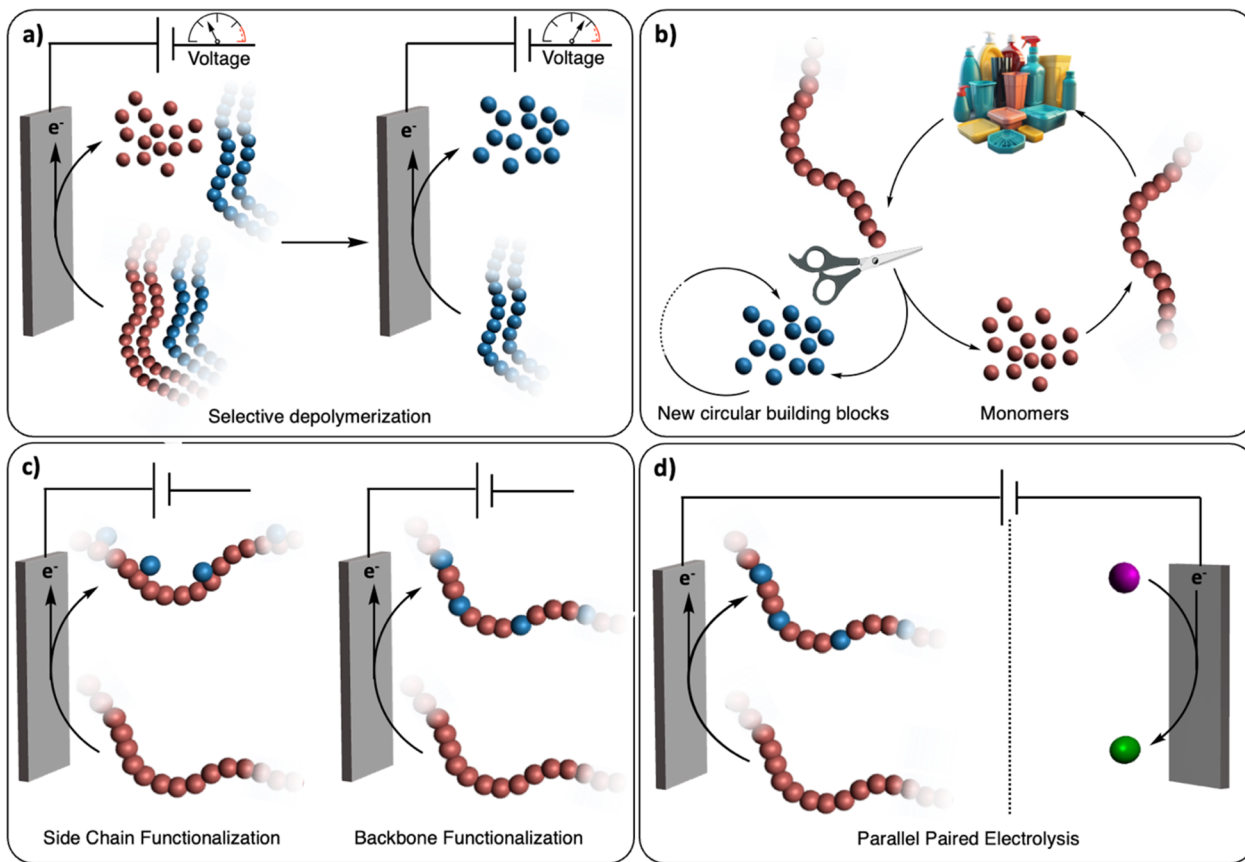 a)
Voltage
Voltage
e-
e-
Selective depolymerization
b)
New circular building blocks
Monomers
c)
e-
e-
Side Chain Functionalization
Backbone Functionalization
d)
e-
e-
Parallel Paired Electrolysis